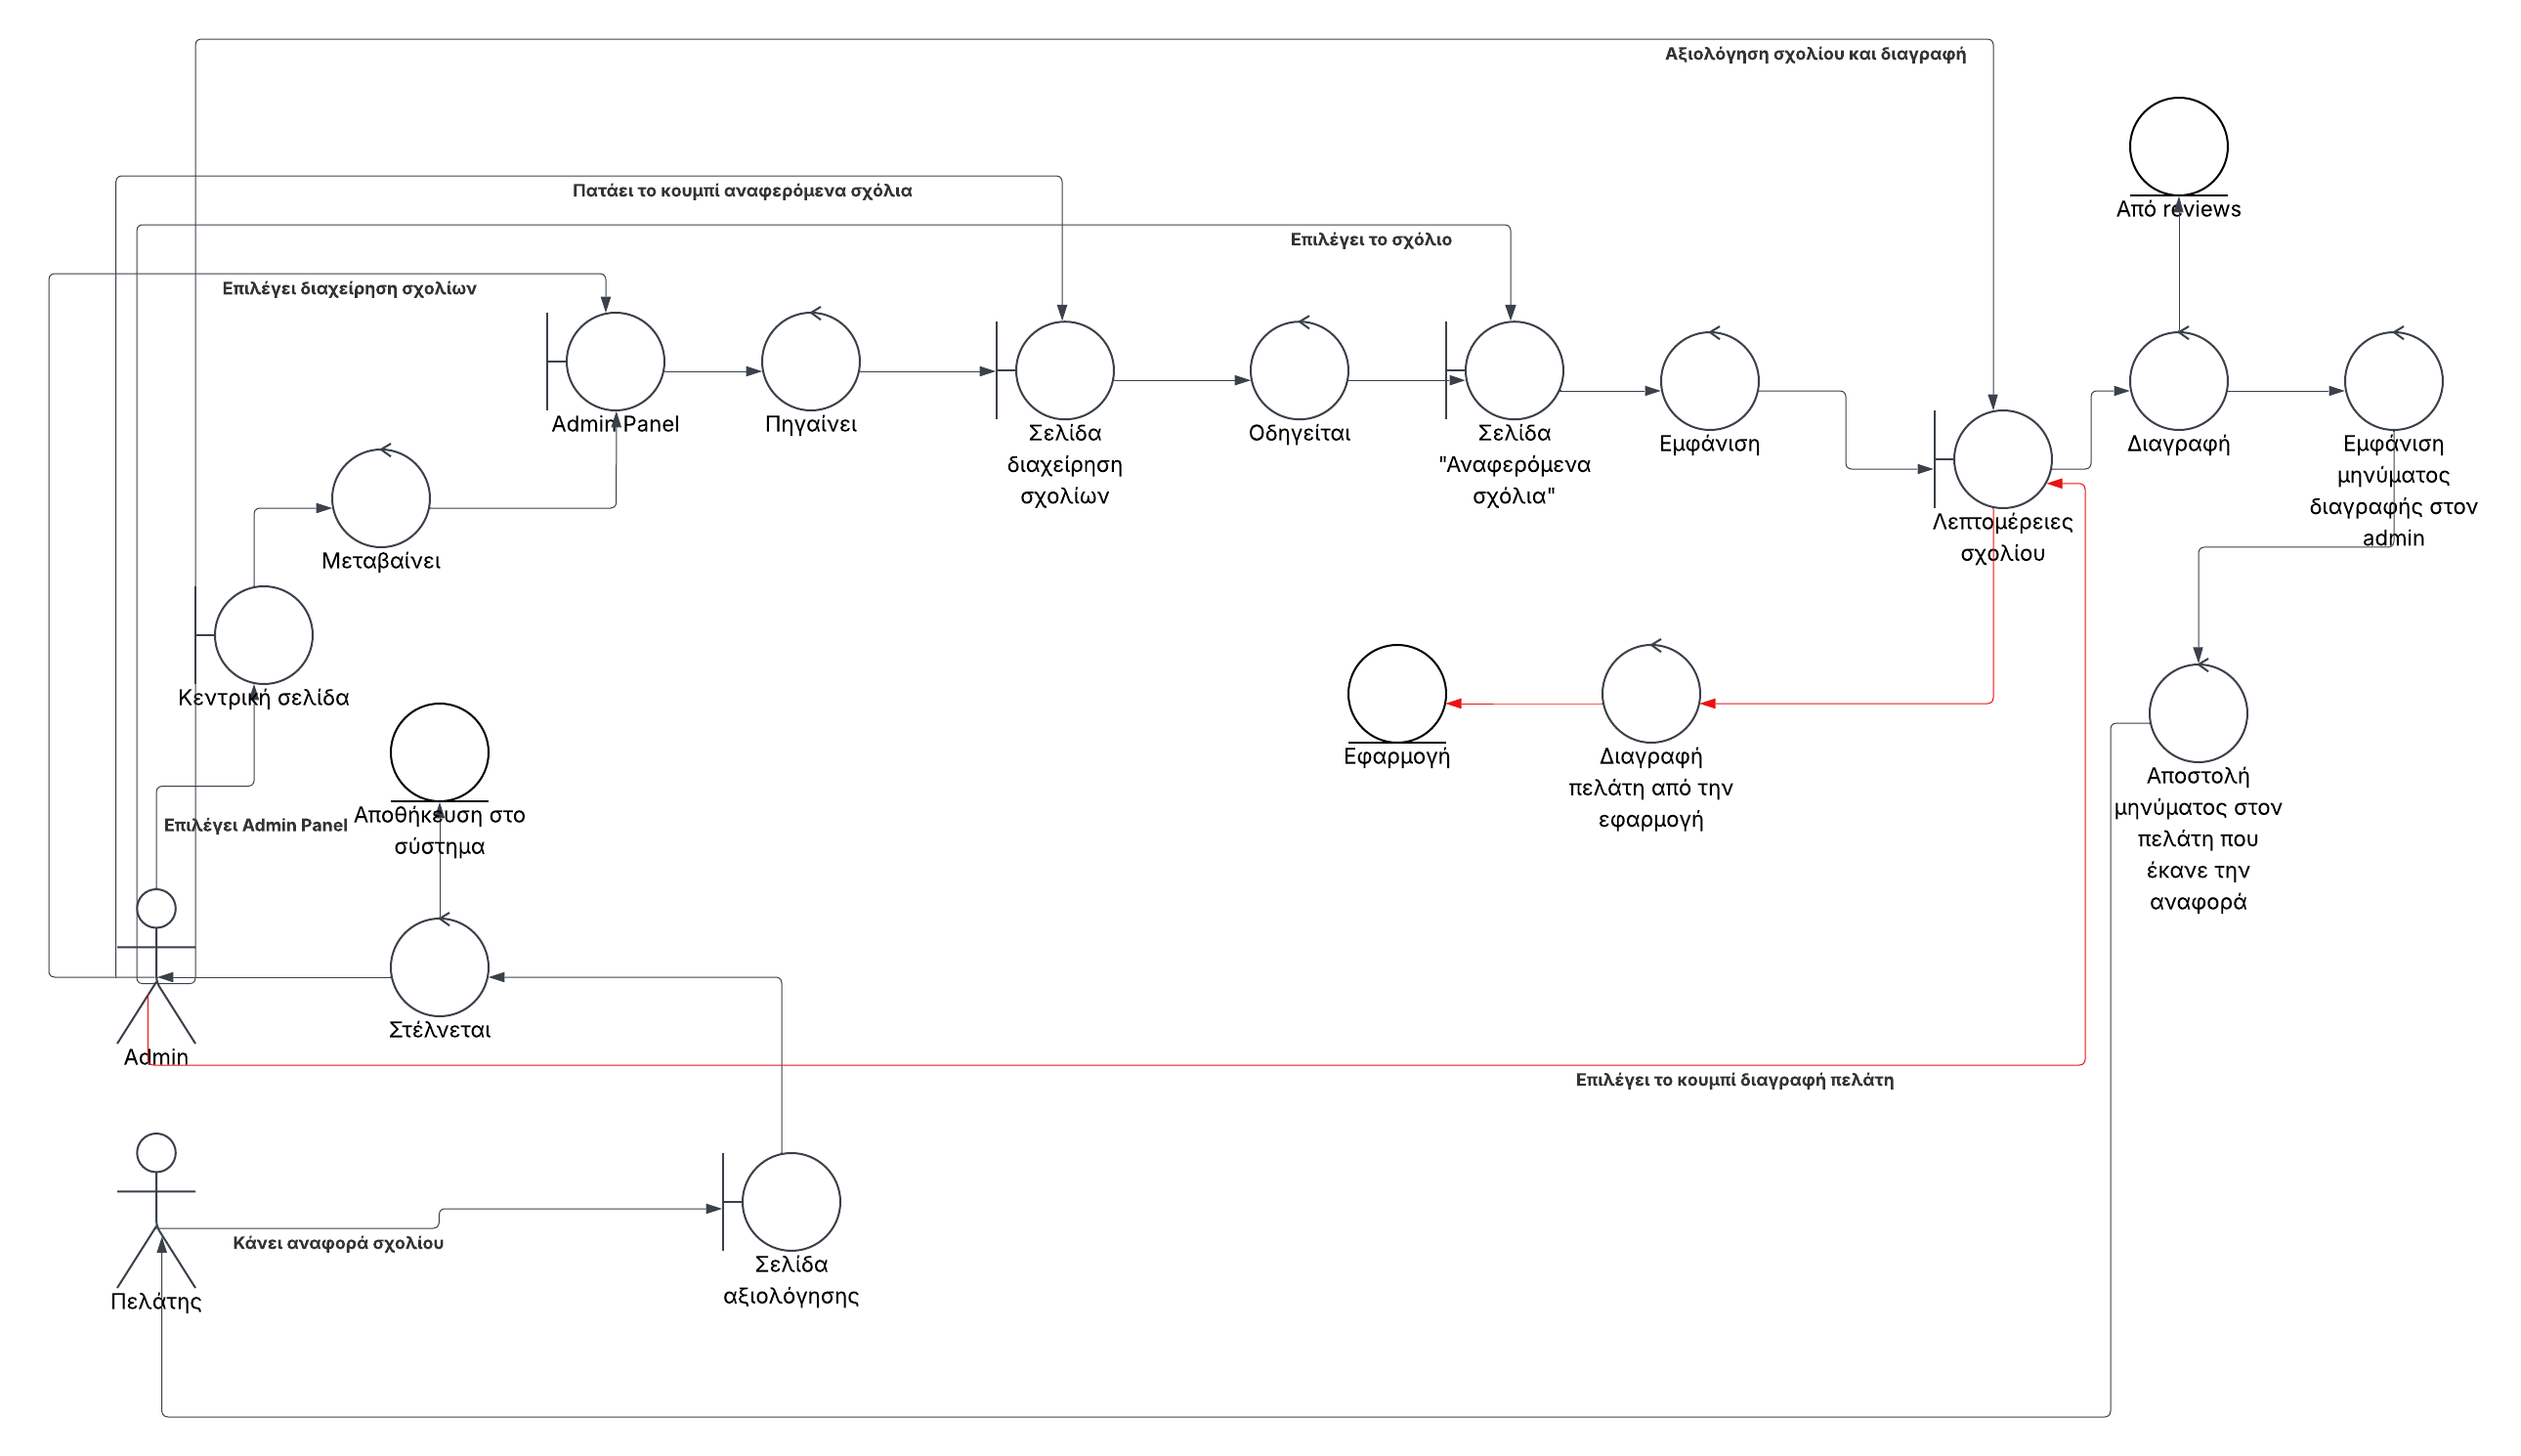 Αξιολόγηση σχολίου και διαγραφή
Πατάει το κουμπί αναφερόμενα σχόλια
Από reviews
Επιλέγει το σχόλιο
Επιλέγει διαχείρηση σχολίων
Admin Panel
Πηγαίνει
Σελίδα
διαχείρηση
σχολίων
Οδηγείται
Σελίδα
"Αναφερόμενα
σχόλια"
Εμφάνιση
Διαγραφή
Εμφάνιση
μηνύματος
διαγραφής στον
admin
Λεπτομέρειες
σχολίου
Μεταβαίνει
Κεντρική σελίδα
Εφαρμογή
Διαγραφή
πελάτη από την
εφαρμογή
Αποστολή
μηνύματος στον
πελάτη που
έκανε την
αναφορά
Επιλέγει Admin Panel
Αποθήκευση στο
σύστημα
Στέλνεται
Admin
Επιλέγει το κουμπί διαγραφή πελάτη
Κάνει αναφορά σχολίου
Σελίδα
αξιολόγησης
Πελάτης